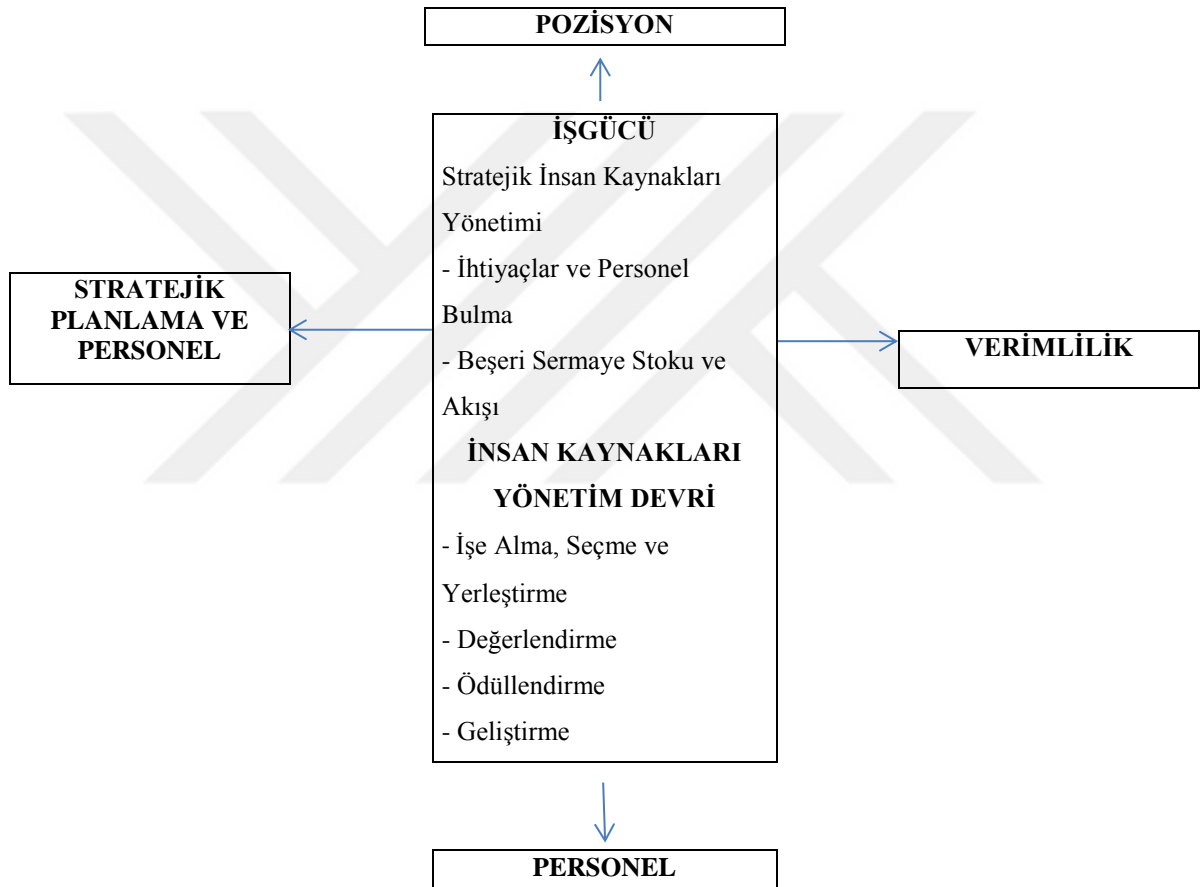 POZİSYON
İŞGÜCÜ
Stratejik İnsan Kaynakları
Yönetimi
- İhtiyaçlar ve Personel
Bulma
- Beşeri Sermaye Stoku ve
Akışı
İNSAN KAYNAKLARI
YÖNETİM DEVRİ
- İşe Alma, Seçme ve
Yerleştirme
- Değerlendirme
- Ödüllendirme
- Geliştirme
STRATEJİK
PLANLAMA VE
PERSONEL
VERİMLİLİK
PERSONEL